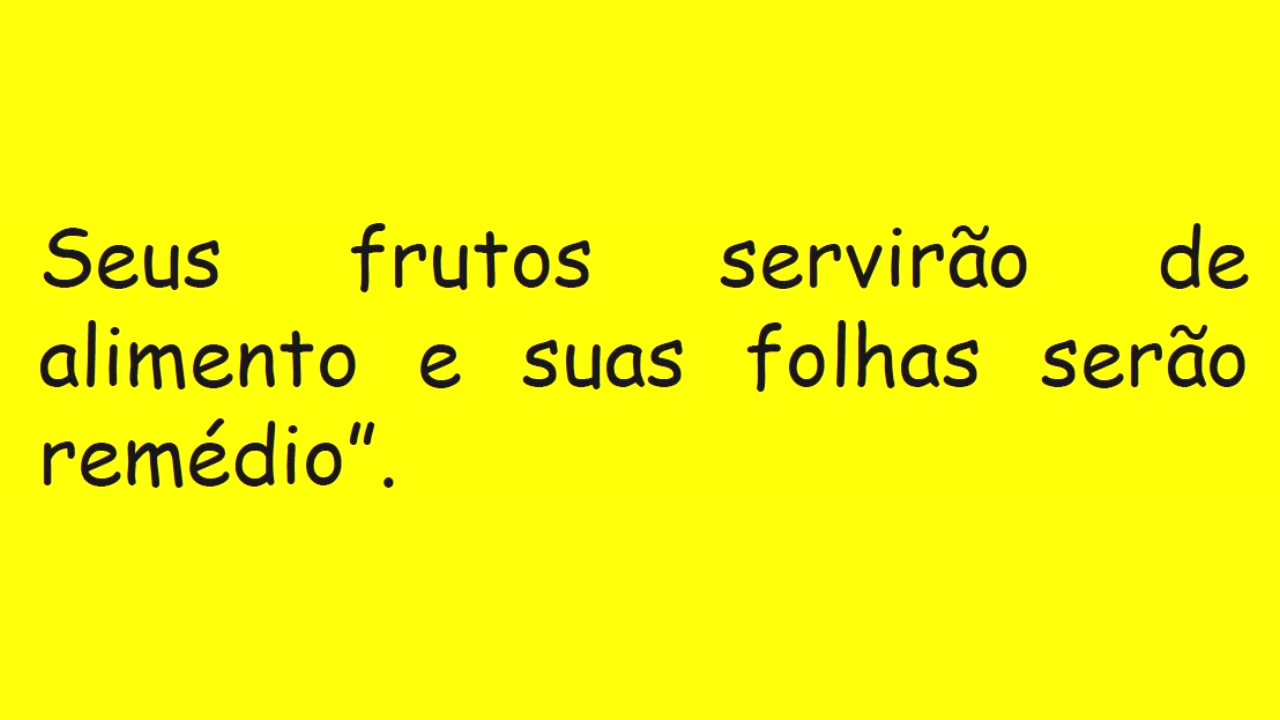 Seus frutos servirão de
alimento e suas folhas serão
remédio”.